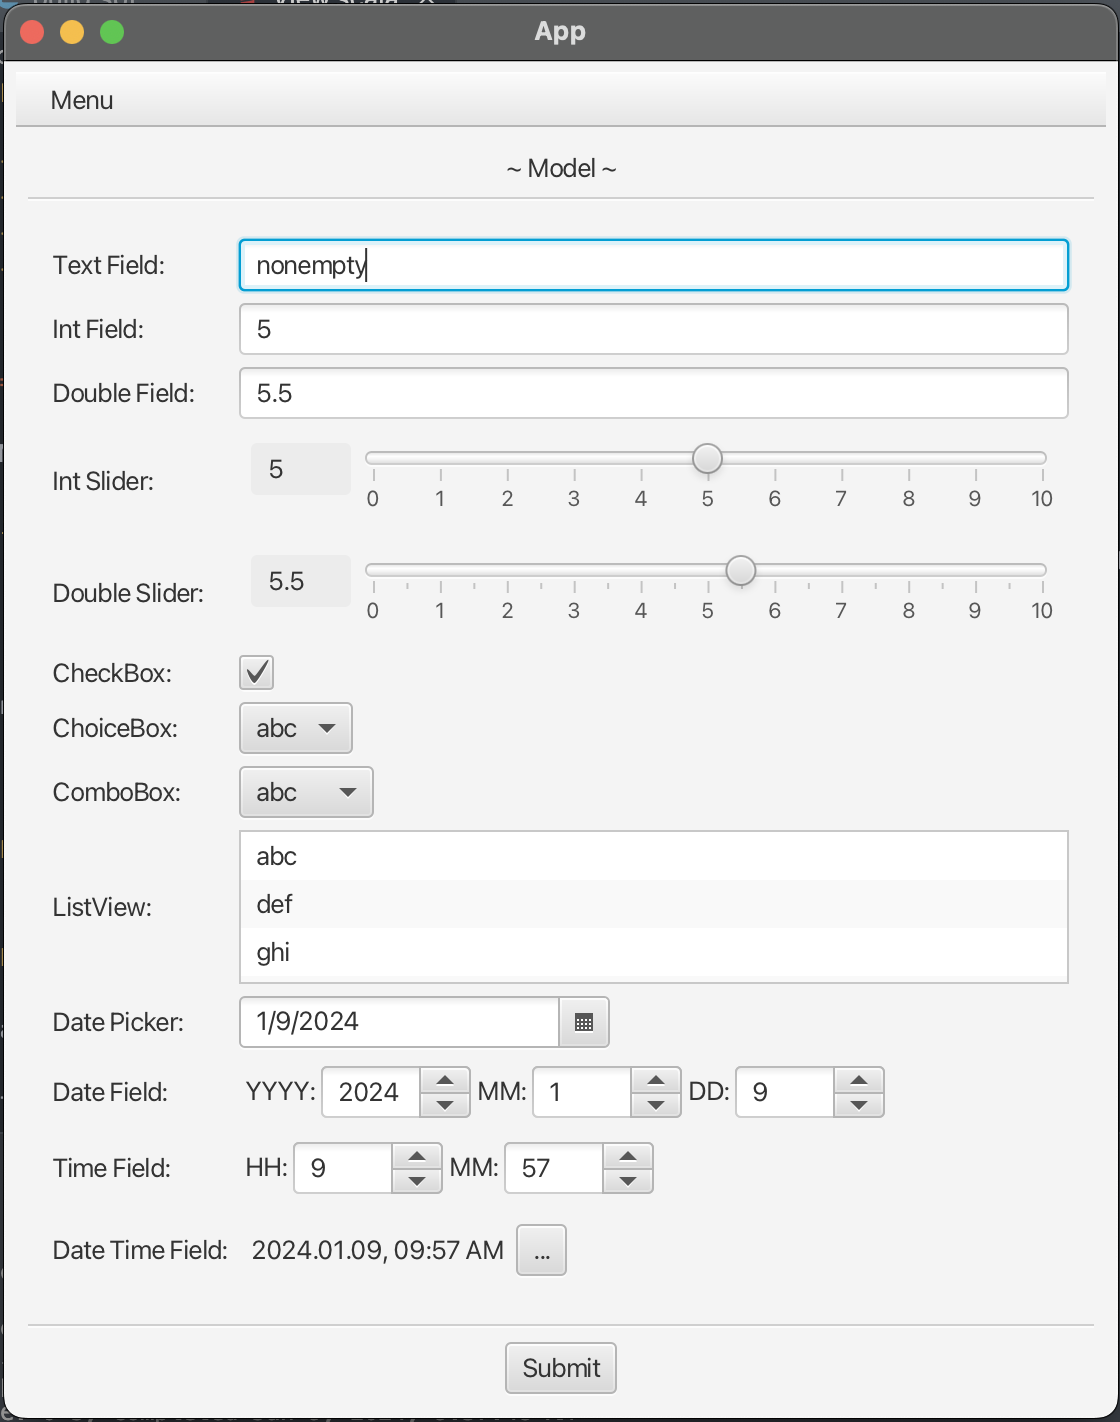 App
Menu
~ Model ~
Text Field: nonempty
Int Field: 5
Double Field: 5.5
Int Slider: 5
0 1 2 3 4 5 6 7 8 9 10
Double Slider: 5.5
0 1 2 3 4 5 6 7 8 9 10
CheckBox:
ChoiceBox: abc
ComboBox: abc
abc
ListView: def
ghi
Date Picker: 1/9/2024
Date Field: YYYY: 2024 MM: 1 DD: 9
Time Field: HH: 9 MM: 57
Date Time Field: 2024.01.09, 09:57 AM ...
Submit